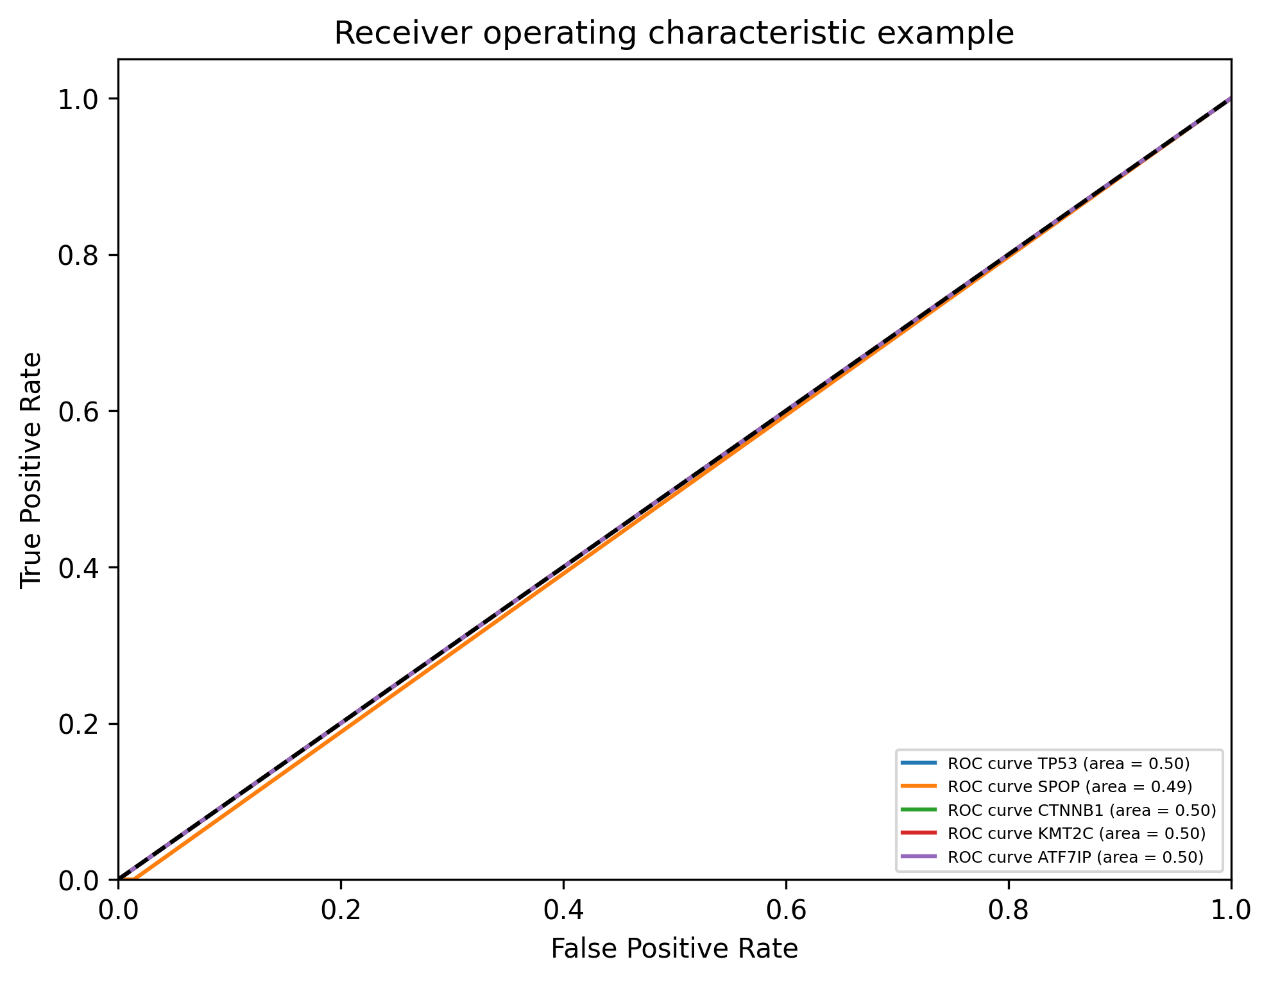 Receiver operating characteristic example
1.0
0.8
0.6
0.4
0.2
0.0
True Positive Rate
ROC curve TP53 (area = 0.50)
ROC curve SPOP (area = 0.49)
ROC curve CTNNB1 (area = 0.50)
ROC curve KMT2C (area = 0.50)
ROC curve ATF7IP (area = 0.50)
0.0 0.2 0.4 0.6 0.8 1.0
False Positive Rate